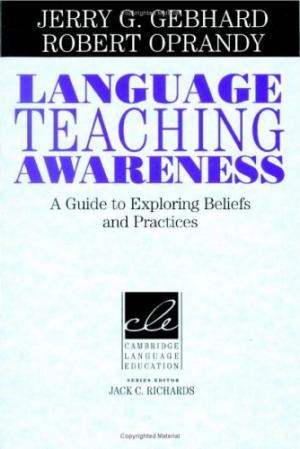 JERRY G. GEBHARD
ROBERT OPRANDY
LANGUAGE
TEACHING
AWARENESS
A Guide to Exploring Beliefs
and Practices
cle
CAMBRIDGE
LANGUAGE
EDUCATION
SERIES EDITOR
JACK C. RICHARDS
Copyrighted Material